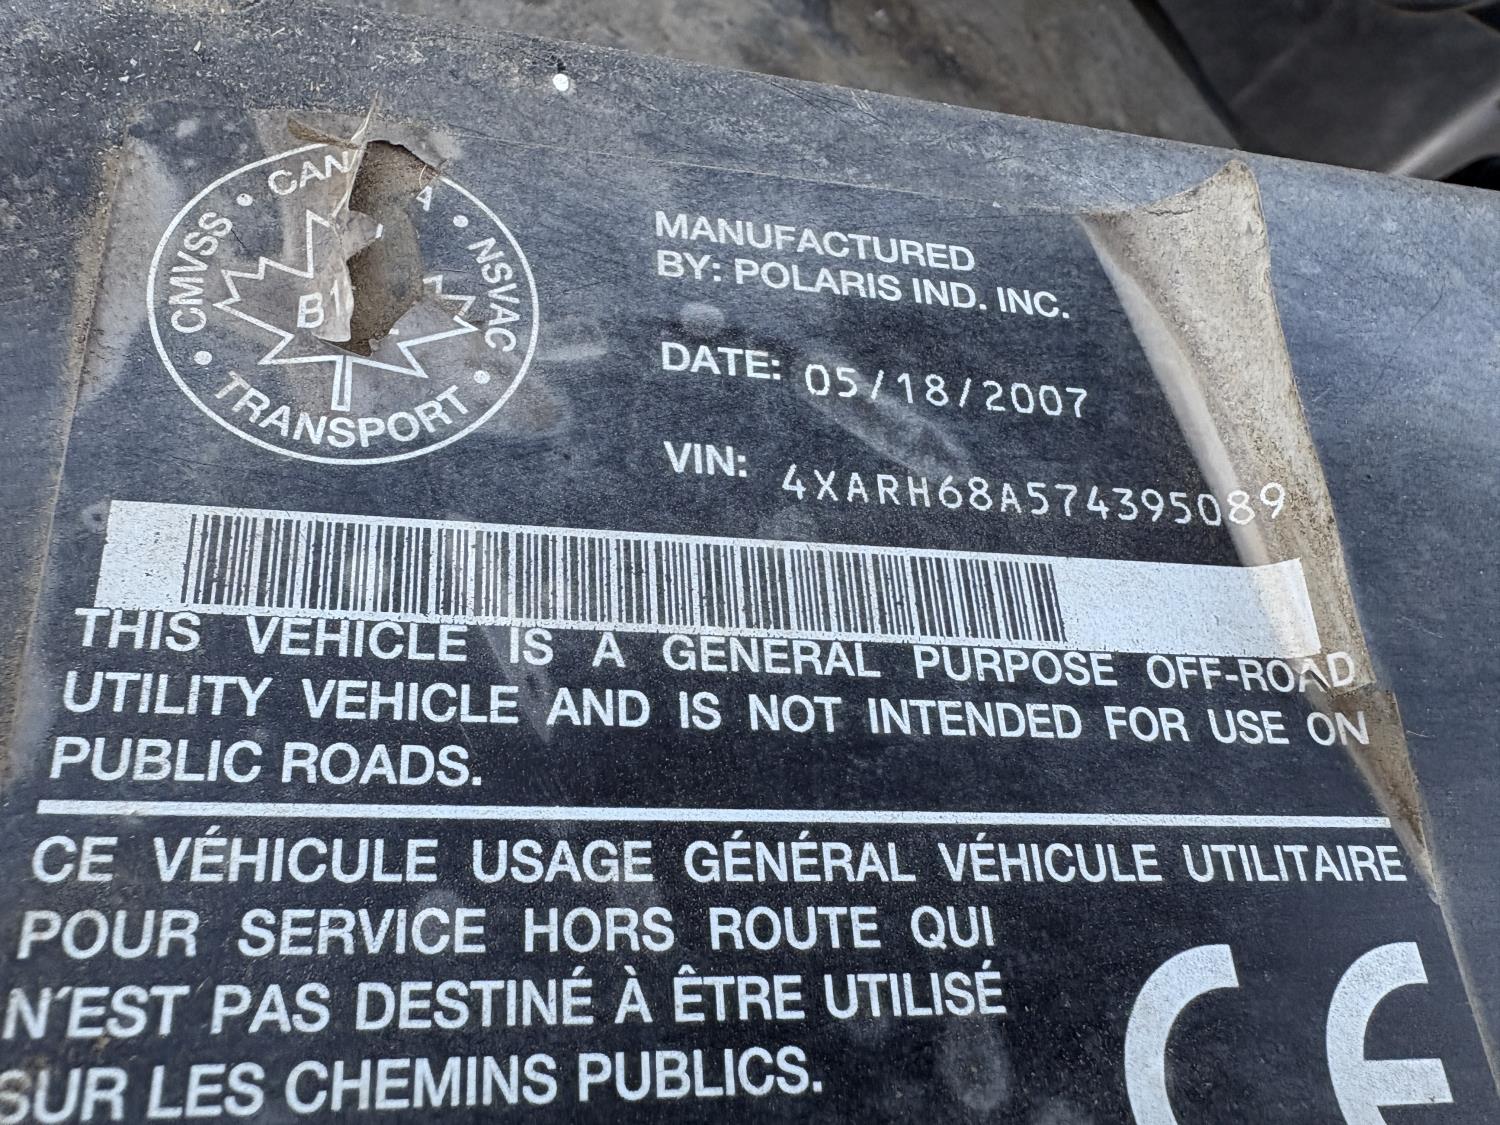 CANADA
CMVSS • • NSVAC
TRANSPORT
MANUFACTURED
BY: POLARIS IND. INC.
DATE: 05/18/2007
VIN: 4XARH68A574395089
THIS VEHICLE IS A GENERAL PURPOSE OFF-ROAD
UTILITY VEHICLE AND IS NOT INTENDED FOR USE ON
PUBLIC ROADS.
CE VÉHICULE USAGE GÉNÉRAL VÉHICULE UTILITAIRE
POUR SERVICE HORS ROUTE QUI
N'EST PAS DESTINÉ À ÊTRE UTILISÉ
SUR LES CHEMINS PUBLICS.
CE